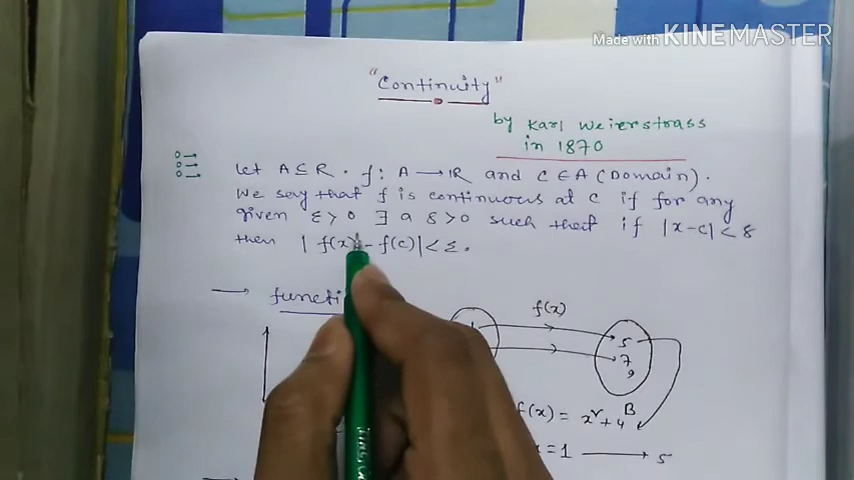 Made with KINEMASTER
"Continuity"
by Karl Weierstrass
in 1870
Let A ⊆ R . f : A → IR and C ∈ A (Domain).
We say that f is continuous at c if for any
given ε > 0 ∃ a δ > 0 such that if |x - c| < δ
then | f(x) - f(c)| < ε.
→ functi
f(x)
1
5
7
9
B
f(x) = x² + 4
= 1 → 5